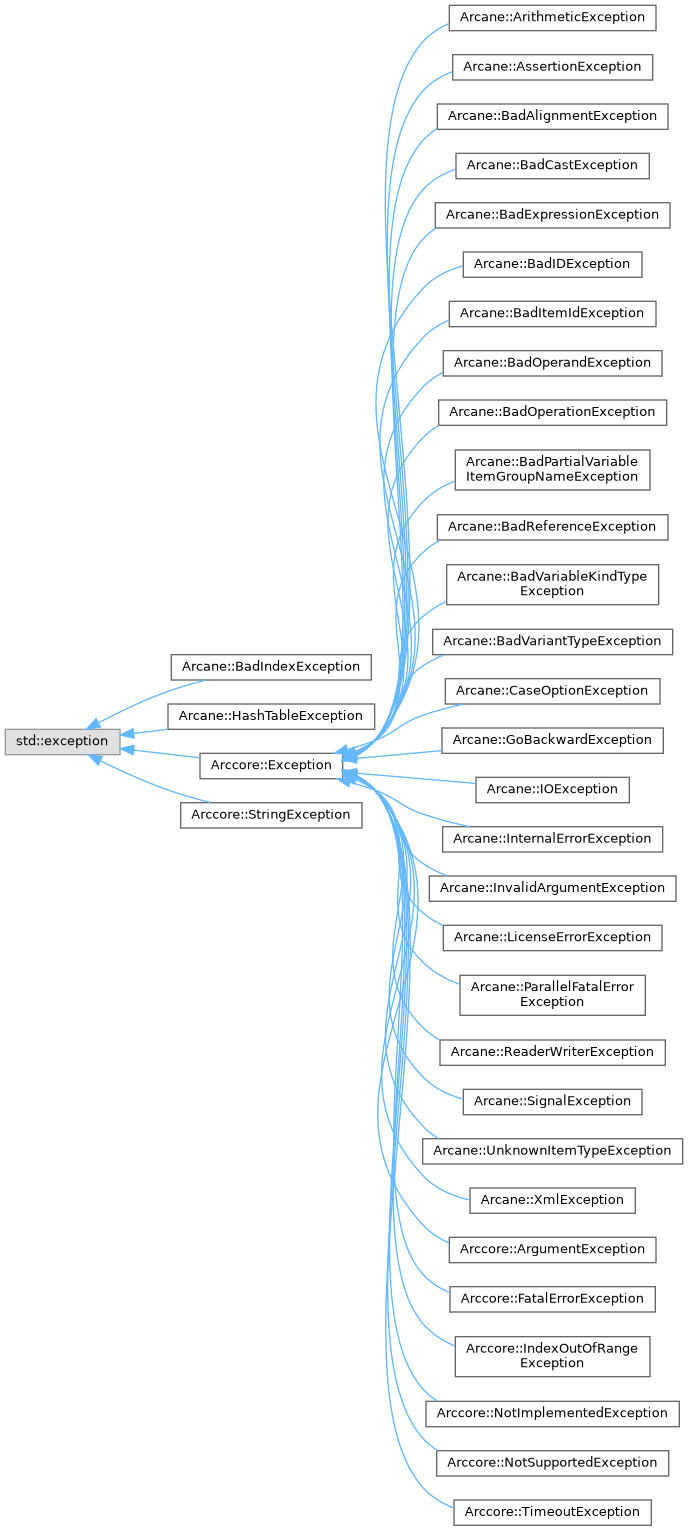 Arcane::ArithmeticException
Arcane::AssertionException
Arcane::BadAlignmentException
Arcane::BadCastException
Arcane::BadExpressionException
Arcane::BadIDException
Arcane::BadItemIdException
Arcane::BadOperandException
Arcane::BadOperationException
Arcane::BadPartialVariable
ItemGroupNameException
Arcane::BadReferenceException
Arcane::BadVariableKindType
Exception
Arcane::BadVariantTypeException
Arcane::BadIndexException
Arcane::CaseOptionException
Arcane::HashTableException
std::exception
Arcane::GoBackwardException
Arccore::Exception
Arcane::IOException
Arccore::StringException
Arcane::InternalErrorException
Arcane::InvalidArgumentException
Arcane::LicenseErrorException
Arcane::ParallelFatalError
Exception
Arcane::ReaderWriterException
Arcane::SignalException
Arcane::UnknownItemTypeException
Arcane::XmlException
Arccore::ArgumentException
Arccore::FatalErrorException
Arccore::IndexOutOfRange
Exception
Arccore::NotImplementedException
Arccore::NotSupportedException
Arccore::TimeoutException